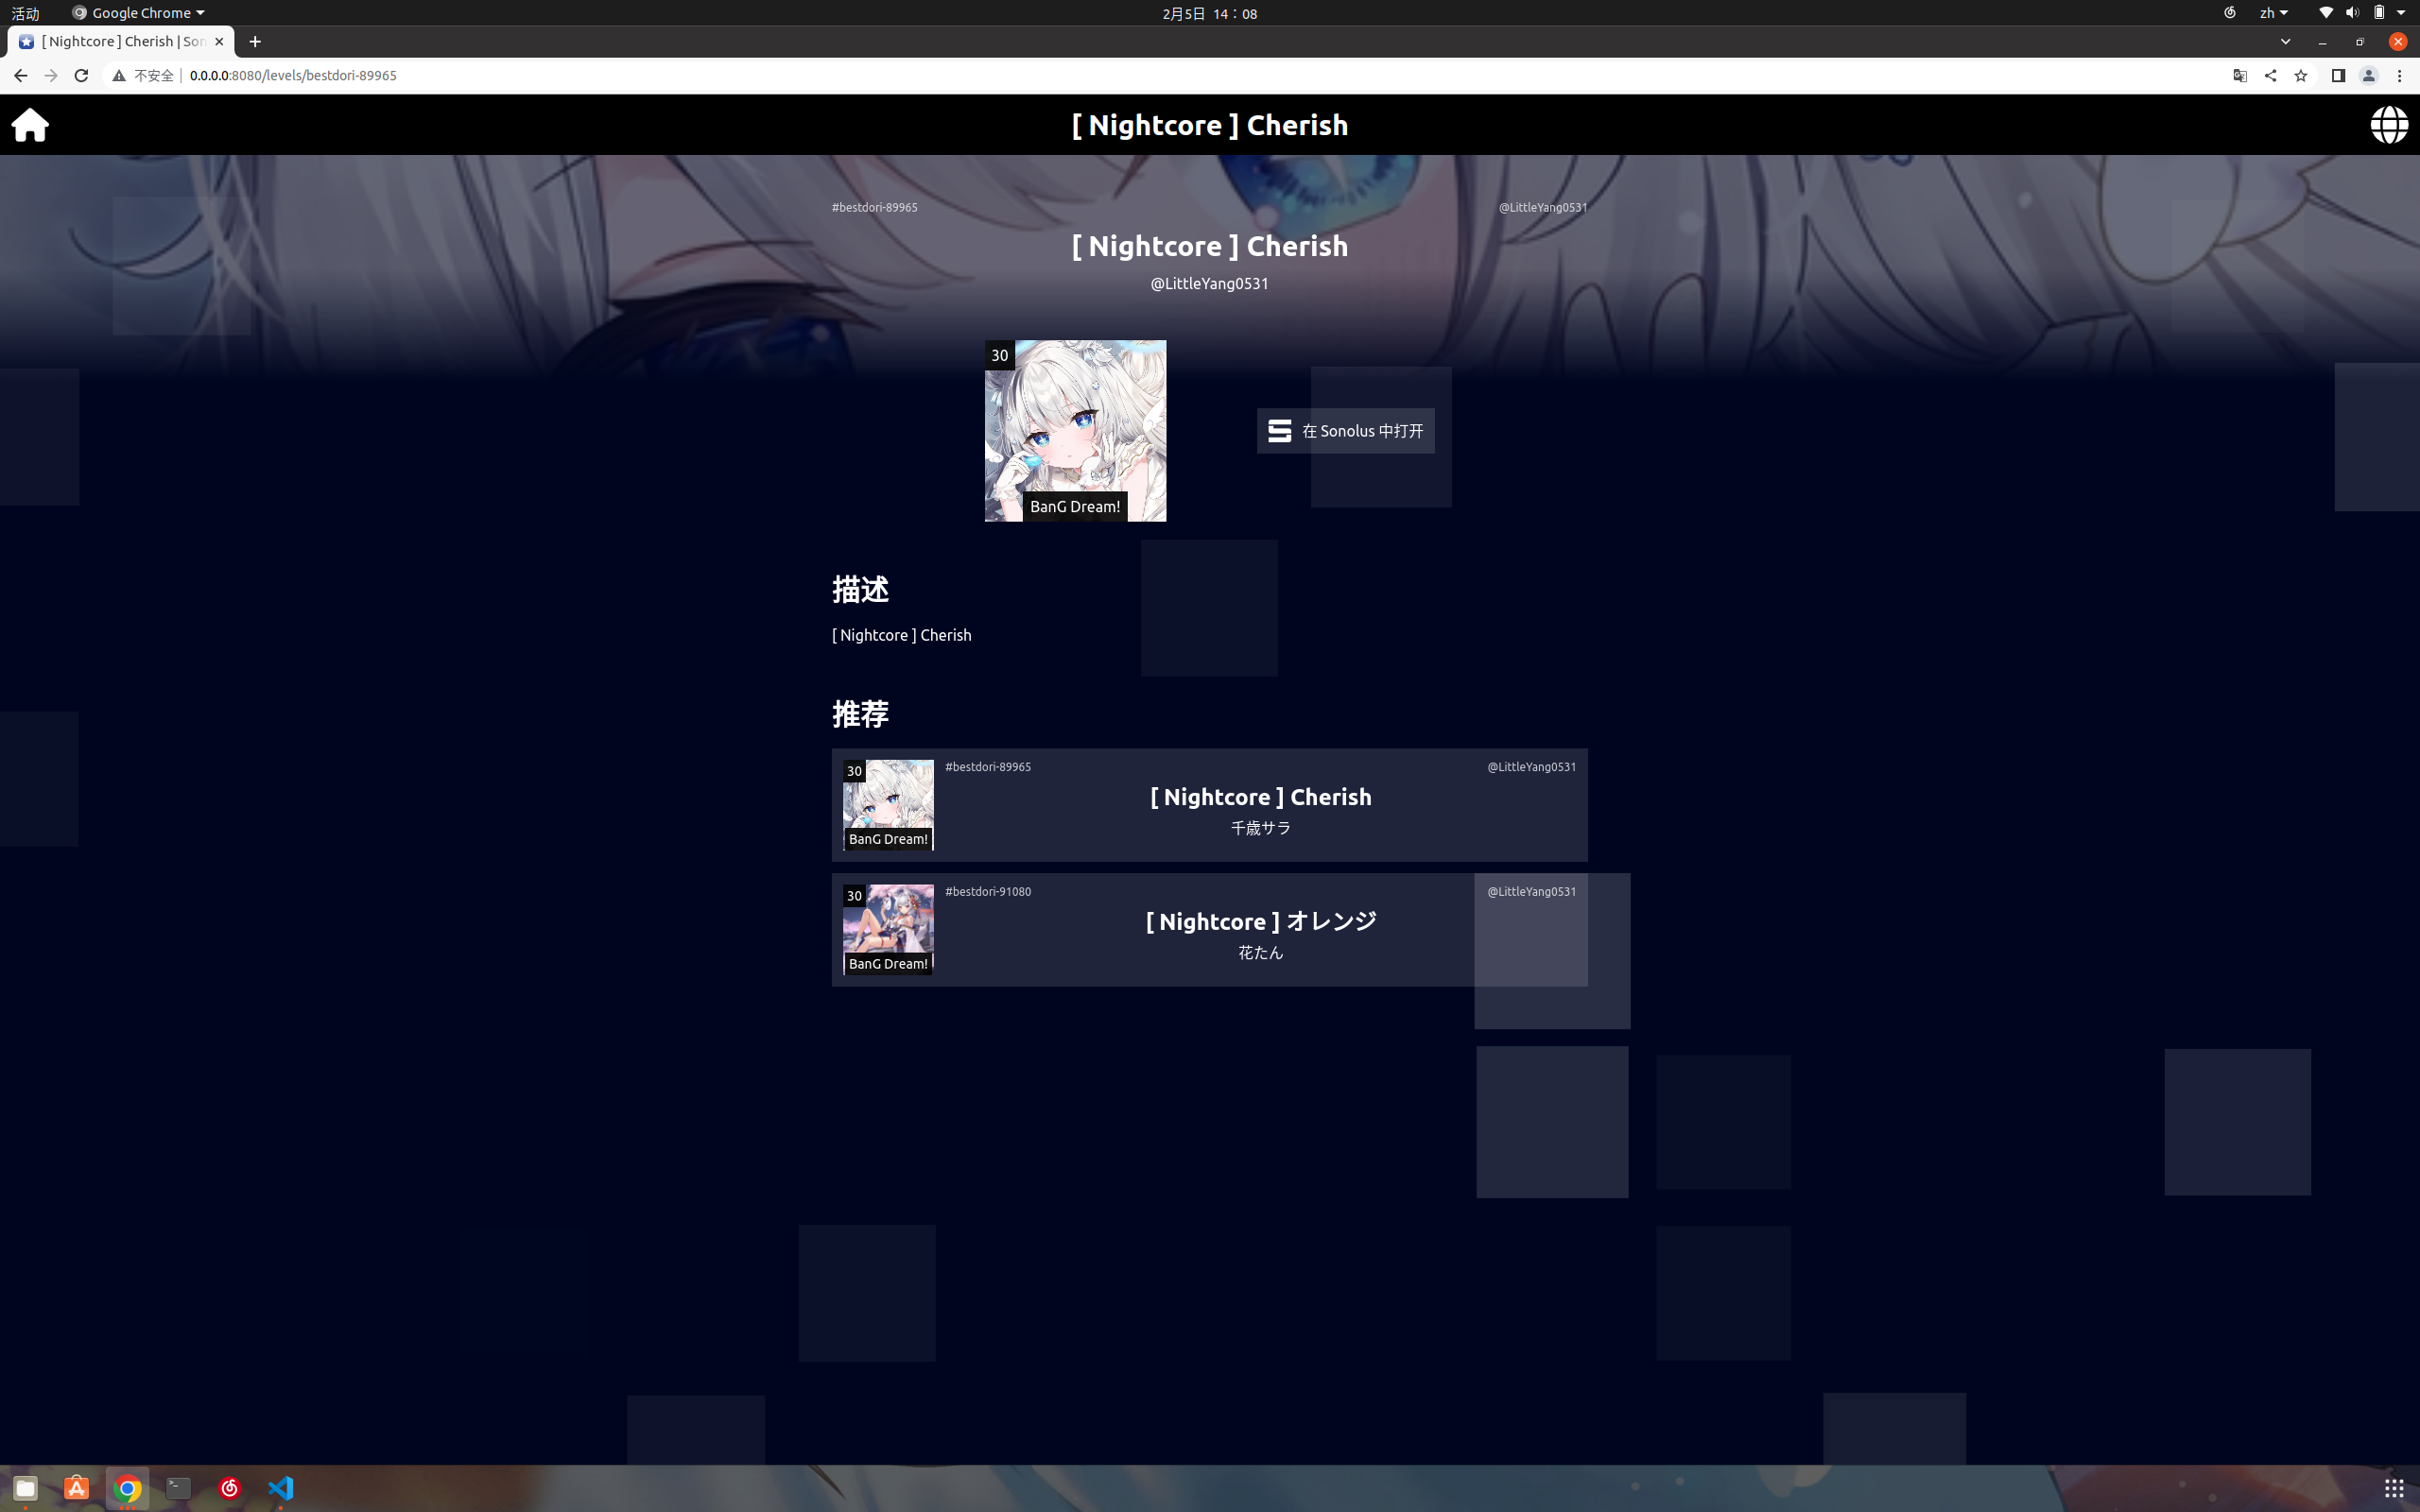 活动
Google Chrome
2月5日 14：08
zh
[ Nightcore ] Cherish | Son
不安全
0.0.0.0:8080/levels/bestdori-89965
[ Nightcore ] Cherish
#bestdori-89965
@LittleYang0531
[ Nightcore ] Cherish
@LittleYang0531
30
BanG Dream!
在 Sonolus 中打开
描述
[ Nightcore ] Cherish
推荐
30
#bestdori-89965
@LittleYang0531
[ Nightcore ] Cherish
千歳サラ
BanG Dream!
30
#bestdori-91080
@LittleYang0531
[ Nightcore ] オレンジ
花たん
BanG Dream!